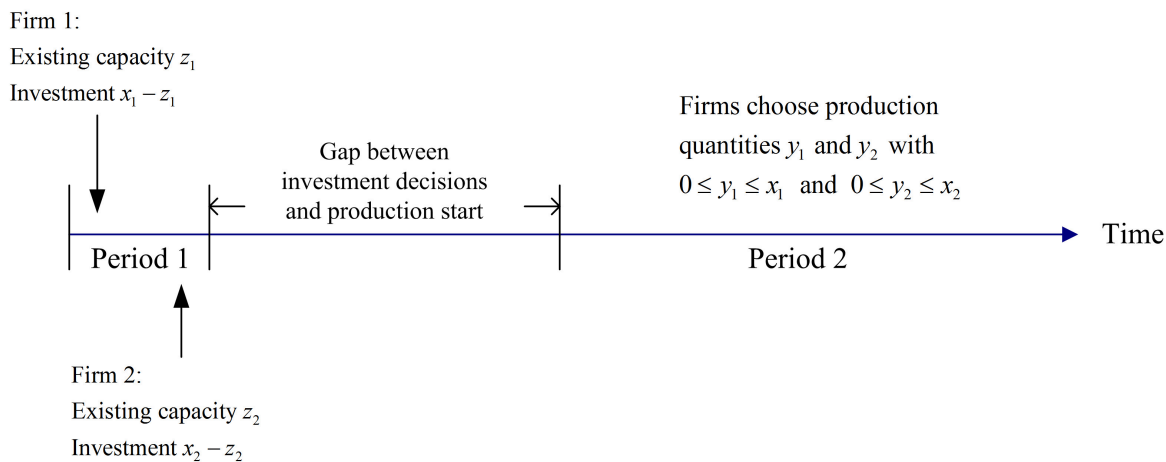 Firm 1:
Existing capacity z₁
Investment x₁ − z₁
Firms choose production
quantities y₁ and y₂ with
0 ≤ y₁ ≤ x₁ and 0 ≤ y₂ ≤ x₂
Gap between
investment decisions
and production start
Time
Period 1
Period 2
Firm 2:
Existing capacity z₂
Investment x₂ − z₂